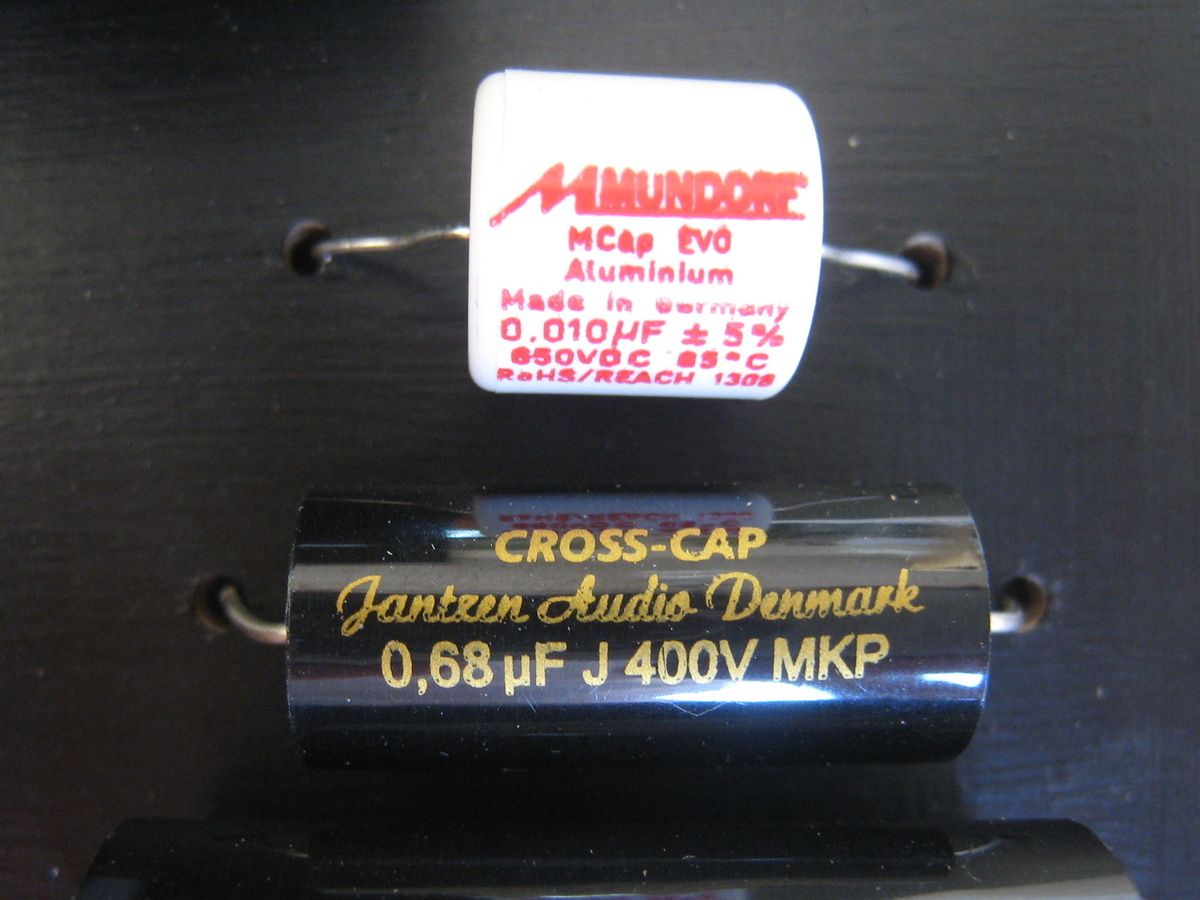 MUNDORF
MCap EVO
Aluminium
Made in Germany
0.010µF ± 5%
650VDC 85°C
RoHS/REACH 1308
CROSS-CAP
Jantzen Audio Denmark
0,68 µF J 400V MKP